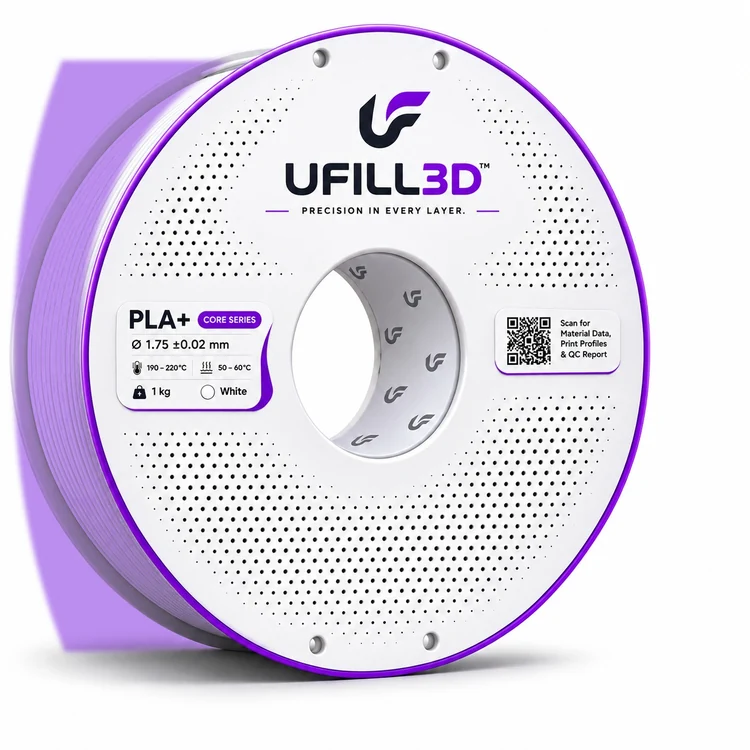 UFILL3D™
PRECISION IN EVERY LAYER.
PLA+ CORE SERIES
Ø 1.75 ±0.02 mm
190 – 220°C 50 – 60°C
1 kg White
Scan for
Material Data,
Print Profiles
& QC Report